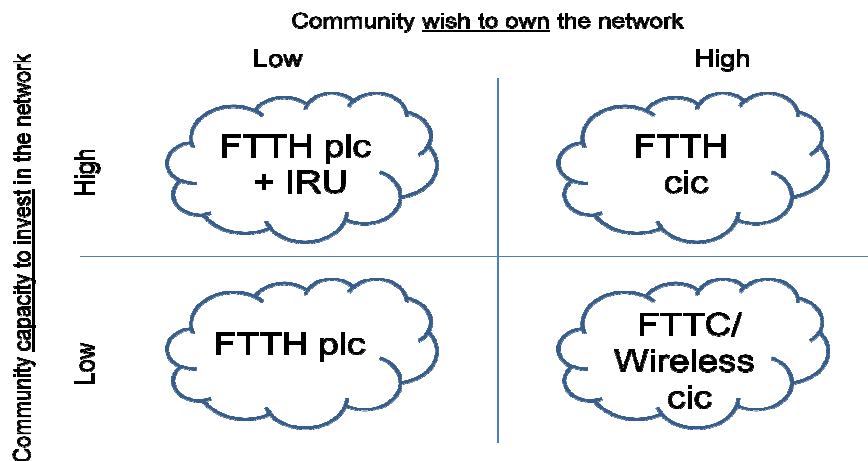 Community wish to own the network
Low
High
Community capacity to invest in the network
High
FTTH plc
+ IRU
FTTH
cic
Low
FTTH plc
FTTC/
Wireless
cic